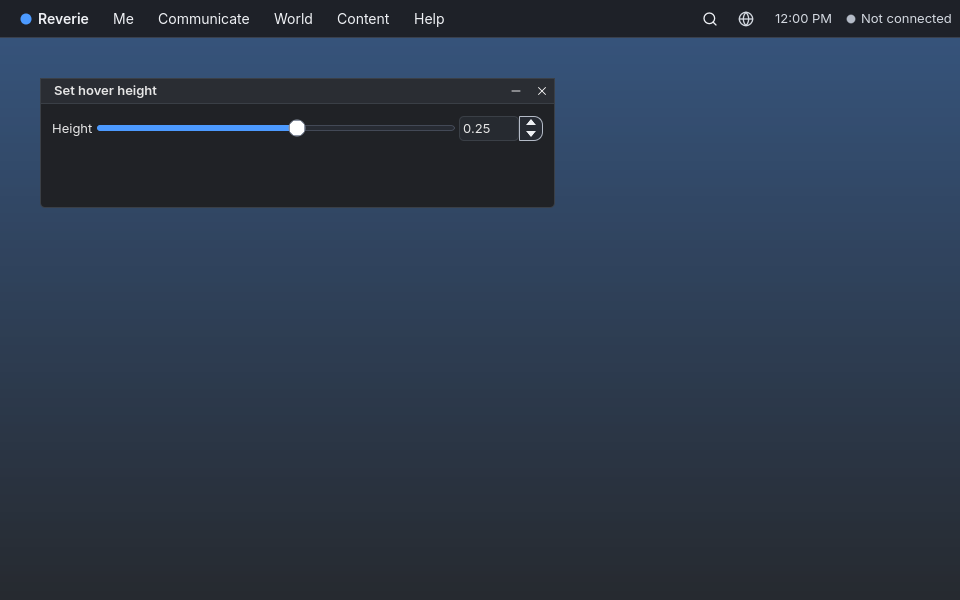 Reverie Me Communicate World Content Help 12:00 PM Not connected
Set hover height
Height 0.25